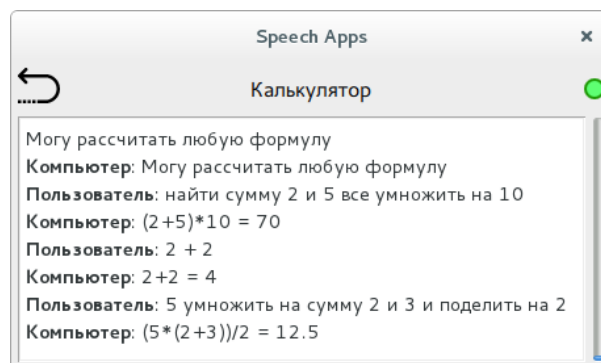 Speech Apps
Калькулятор
Могу рассчитать любую формулу
Компьютер: Могу рассчитать любую формулу
Пользователь: найти сумму 2 и 5 все умножить на 10
Компьютер: (2+5)*10 = 70
Пользователь: 2 + 2
Компьютер: 2+2 = 4
Пользователь: 5 умножить на сумму 2 и 3 и поделить на 2
Компьютер: (5*(2+3))/2 = 12.5